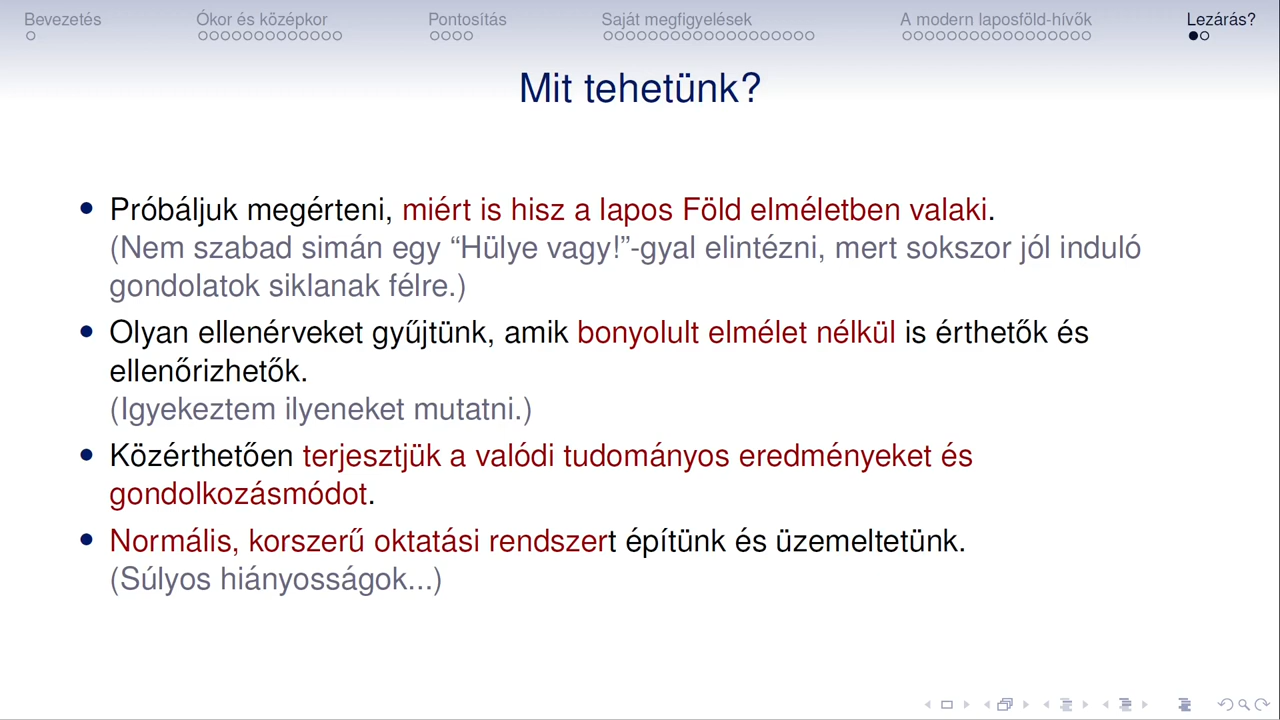 Bevezetés
Ókor és középkor
Pontosítás
Saját megfigyelések
A modern laposföld-hívők
Lezárás?
Mit tehetünk?
• Próbáljuk megérteni, miért is hisz a lapos Föld elméletben valaki.
(Nem szabad simán egy “Hülye vagy!”-gyal elintézni, mert sokszor jól induló
gondolatok siklanak félre.)
• Olyan ellenérveket gyűjtünk, amik bonyolult elmélet nélkül is érthetők és
ellenőrizhetők.
(Igyekeztem ilyeneket mutatni.)
• Közérthetően terjesztjük a valódi tudományos eredményeket és
gondolkozásmódot.
• Normális, korszerű oktatási rendszert építünk és üzemeltetünk.
(Súlyos hiányosságok...)